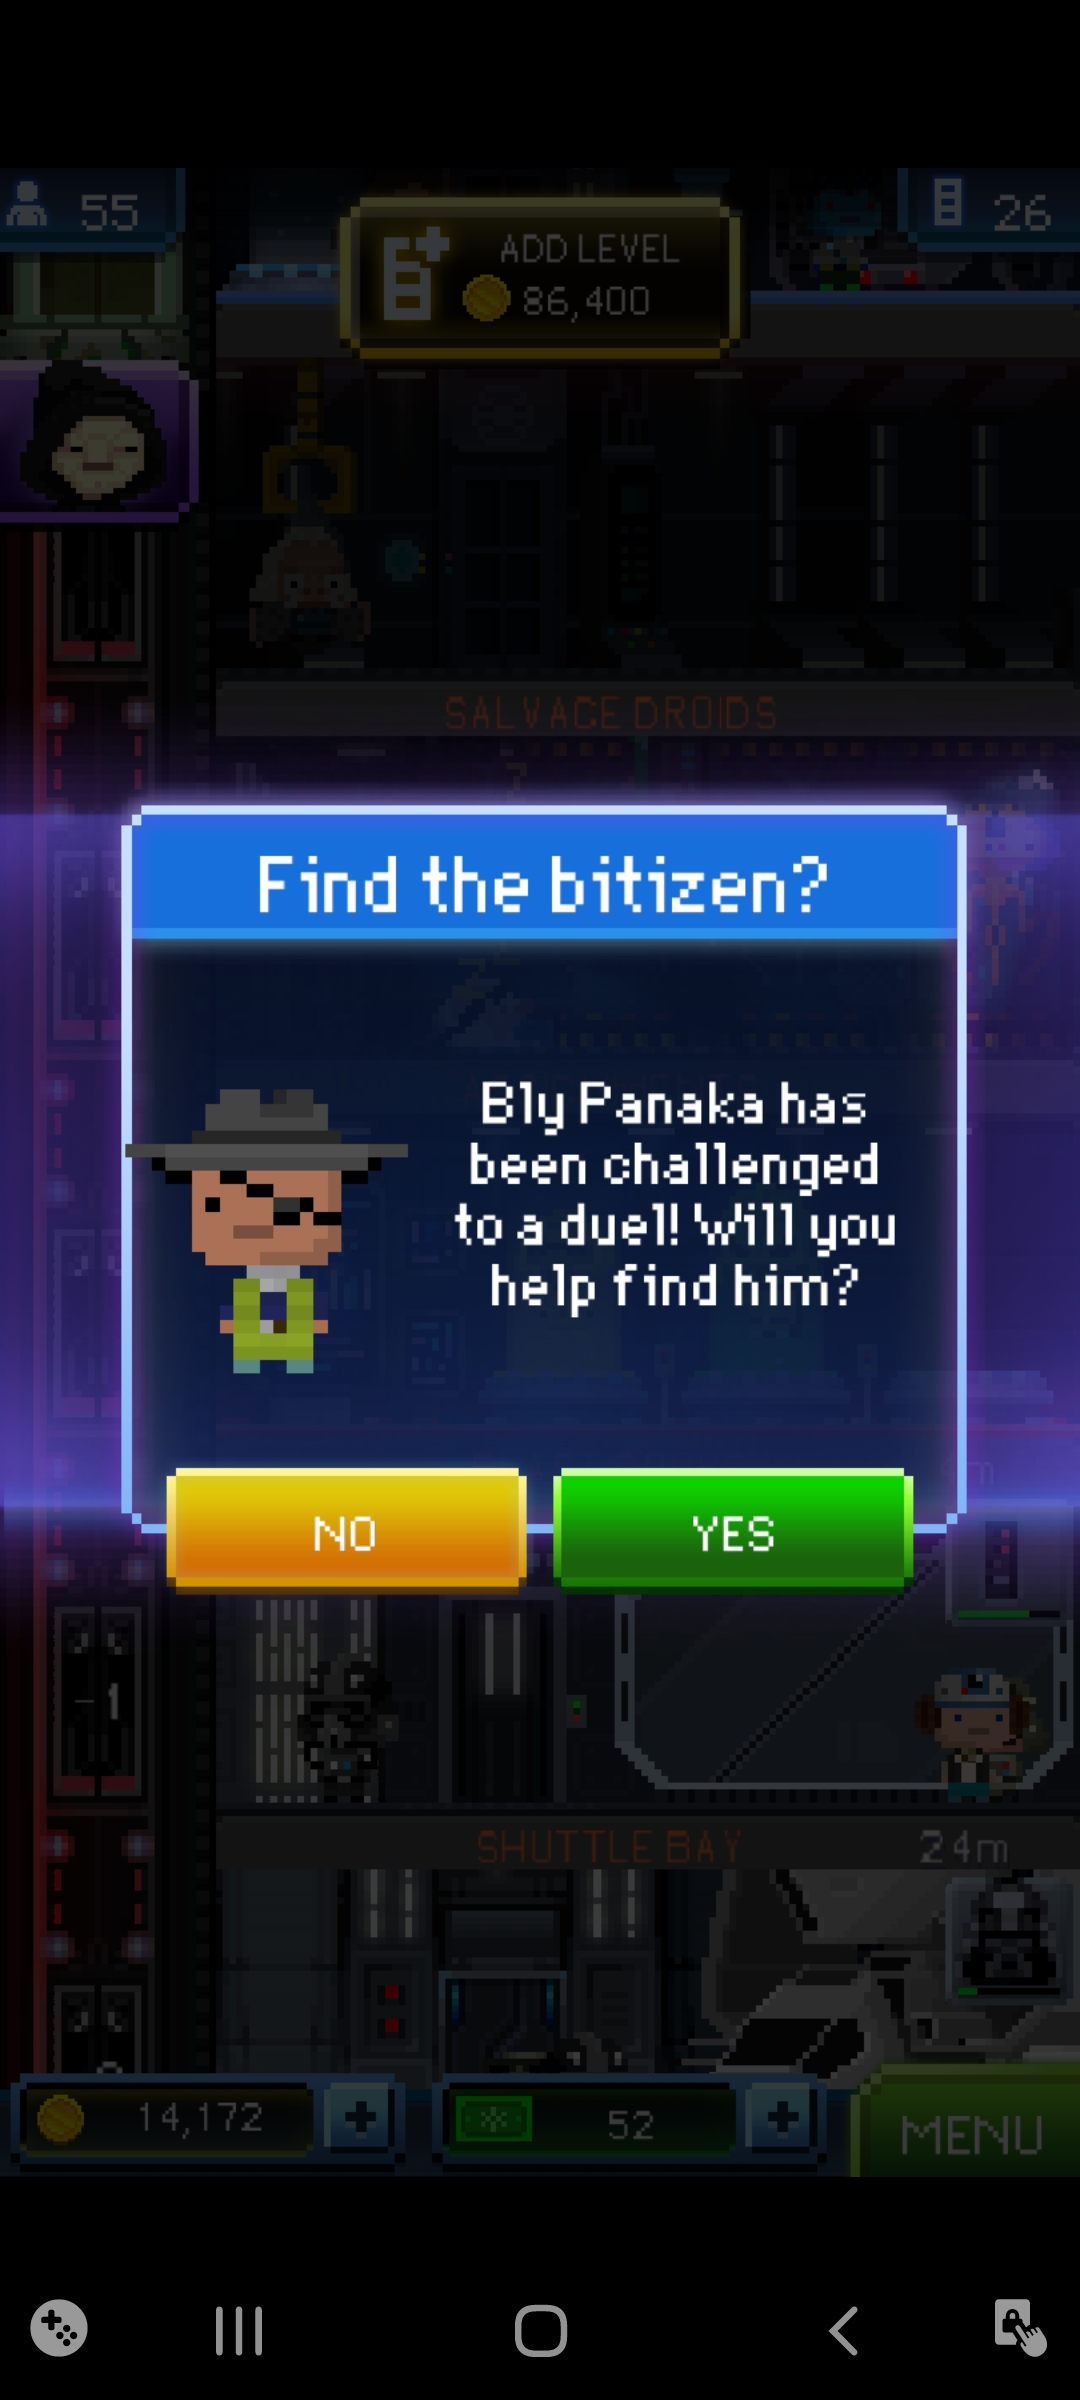 55
ADD LEVEL
86,400
26
SALVAGE DROIDS
Find the bitizen?
Bly Panaka has
been challenged
to a duel! Will you
help find him?
NO
YES
-1
SHUTTLE BAY
24m
14,172
52
MENU